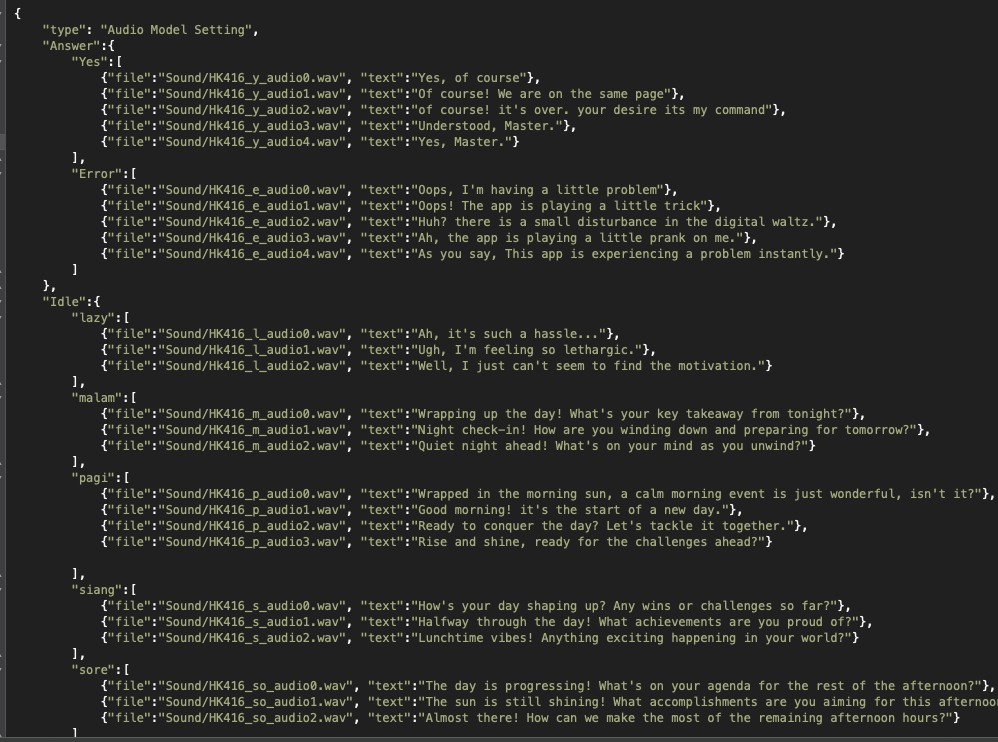 {
    "type": "Audio Model Setting",
    "Answer":{
        "Yes":[
            {"file":"Sound/HK416_y_audio0.wav", "text":"Yes, of course"},
            {"file":"Sound/HK416_y_audio1.wav", "text":"Of course! We are on the same page"},
            {"file":"Sound/HK416_y_audio2.wav", "text":"of course! it's over. your desire its my command"},
            {"file":"Sound/HK416_y_audio3.wav", "text":"Understood, Master."},
            {"file":"Sound/Hk416_y_audio4.wav", "text":"Yes, Master."}
        ],
        "Error":[
            {"file":"Sound/HK416_e_audio0.wav", "text":"Oops, I'm having a little problem"},
            {"file":"Sound/HK416_e_audio1.wav", "text":"Oops! The app is playing a little trick"},
            {"file":"Sound/HK416_e_audio2.wav", "text":"Huh? there is a small disturbance in the digital waltz."},
            {"file":"Sound/HK416_e_audio3.wav", "text":"Ah, the app is playing a little prank on me."},
            {"file":"Sound/HK416_e_audio4.wav", "text":"As you say, This app is experiencing a problem instantly."}
        ]
    },
    "Idle":{
        "lazy":[
            {"file":"Sound/HK416_l_audio0.wav", "text":"Ah, it's such a hassle..."},
            {"file":"Sound/Hk416_l_audio1.wav", "text":"Ugh, I'm feeling so lethargic."},
            {"file":"Sound/Hk416_l_audio2.wav", "text":"Well, I just can't seem to find the motivation."}
        ],
        "malam":[
            {"file":"Sound/HK416_m_audio0.wav", "text":"Wrapping up the day! What's your key takeaway from tonight?"},
            {"file":"Sound/HK416_m_audio1.wav", "text":"Night check-in! How are you winding down and preparing for tomorrow?"},
            {"file":"Sound/HK416_m_audio2.wav", "text":"Quiet night ahead! What's on your mind as you unwind?"}
        ],
        "pagi":[
            {"file":"Sound/HK416_p_audio0.wav", "text":"Wrapped in the morning sun, a calm morning event is just wonderful, isn't it?"},
            {"file":"Sound/HK416_p_audio1.wav", "text":"Good morning! it's the start of a new day."},
            {"file":"Sound/HK416_p_audio2.wav", "text":"Ready to conquer the day? Let's tackle it together."},
            {"file":"Sound/HK416_p_audio3.wav", "text":"Rise and shine, ready for the challenges ahead?"}
        ],
        "siang":[
            {"file":"Sound/HK416_s_audio0.wav", "text":"How's your day shaping up? Any wins or challenges so far?"},
            {"file":"Sound/HK416_s_audio1.wav", "text":"Halfway through the day! What achievements are you proud of?"},
            {"file":"Sound/HK416_s_audio2.wav", "text":"Lunchtime vibes! Anything exciting happening in your world?"}
        ],
        "sore":[
            {"file":"Sound/HK416_so_audio0.wav", "text":"The day is progressing! What's on your agenda for the rest of the afternoon?"},
            {"file":"Sound/HK416_so_audio1.wav", "text":"The sun is still shining! What accomplishments are you aiming for this
            {"file":"Sound/HK416_so_audio2.wav", "text":"Almost there! How can we make the most of the remaining afternoon hours?"}
        ]